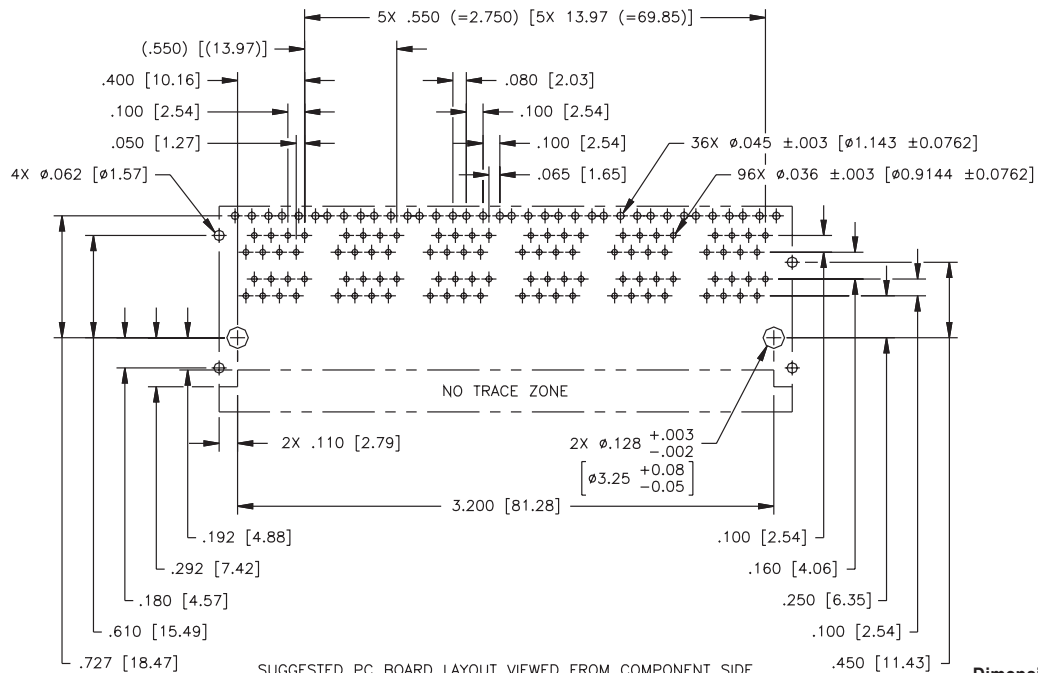 5X .550 (=2.750) [5X 13.97 (=69.85)]
(.550) [(13.97)]
.400 [10.16]
.080 [2.03]
.100 [2.54]
.100 [2.54]
.050 [1.27]
.100 [2.54]
36X ø.045 ±.003 [ø1.143 ±0.0762]
4X ø.062 [ø1.57]
.065 [1.65]
96X ø.036 ±.003 [ø0.9144 ±0.0762]
NO TRACE ZONE
2X .110 [2.79]
2X ø.128 +.003 -.002
[ø3.25 +0.08 -0.05]
3.200 [81.28]
.192 [4.88]
.100 [2.54]
.292 [7.42]
.160 [4.06]
.180 [4.57]
.250 [6.35]
.610 [15.49]
.100 [2.54]
.727 [18.47]
SUGGESTED PC BOARD LAYOUT VIEWED FROM COMPONENT SIDE
.450 [11.43]